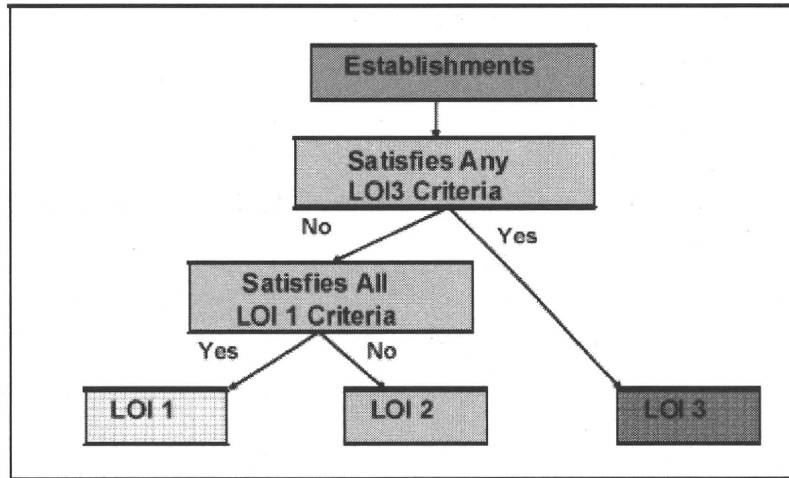 Establishments
Satisfies Any
LOI3 Criteria
No
Yes
Satisfies All
LOI 1 Criteria
Yes
No
LOI 1
LOI 2
LOI 3